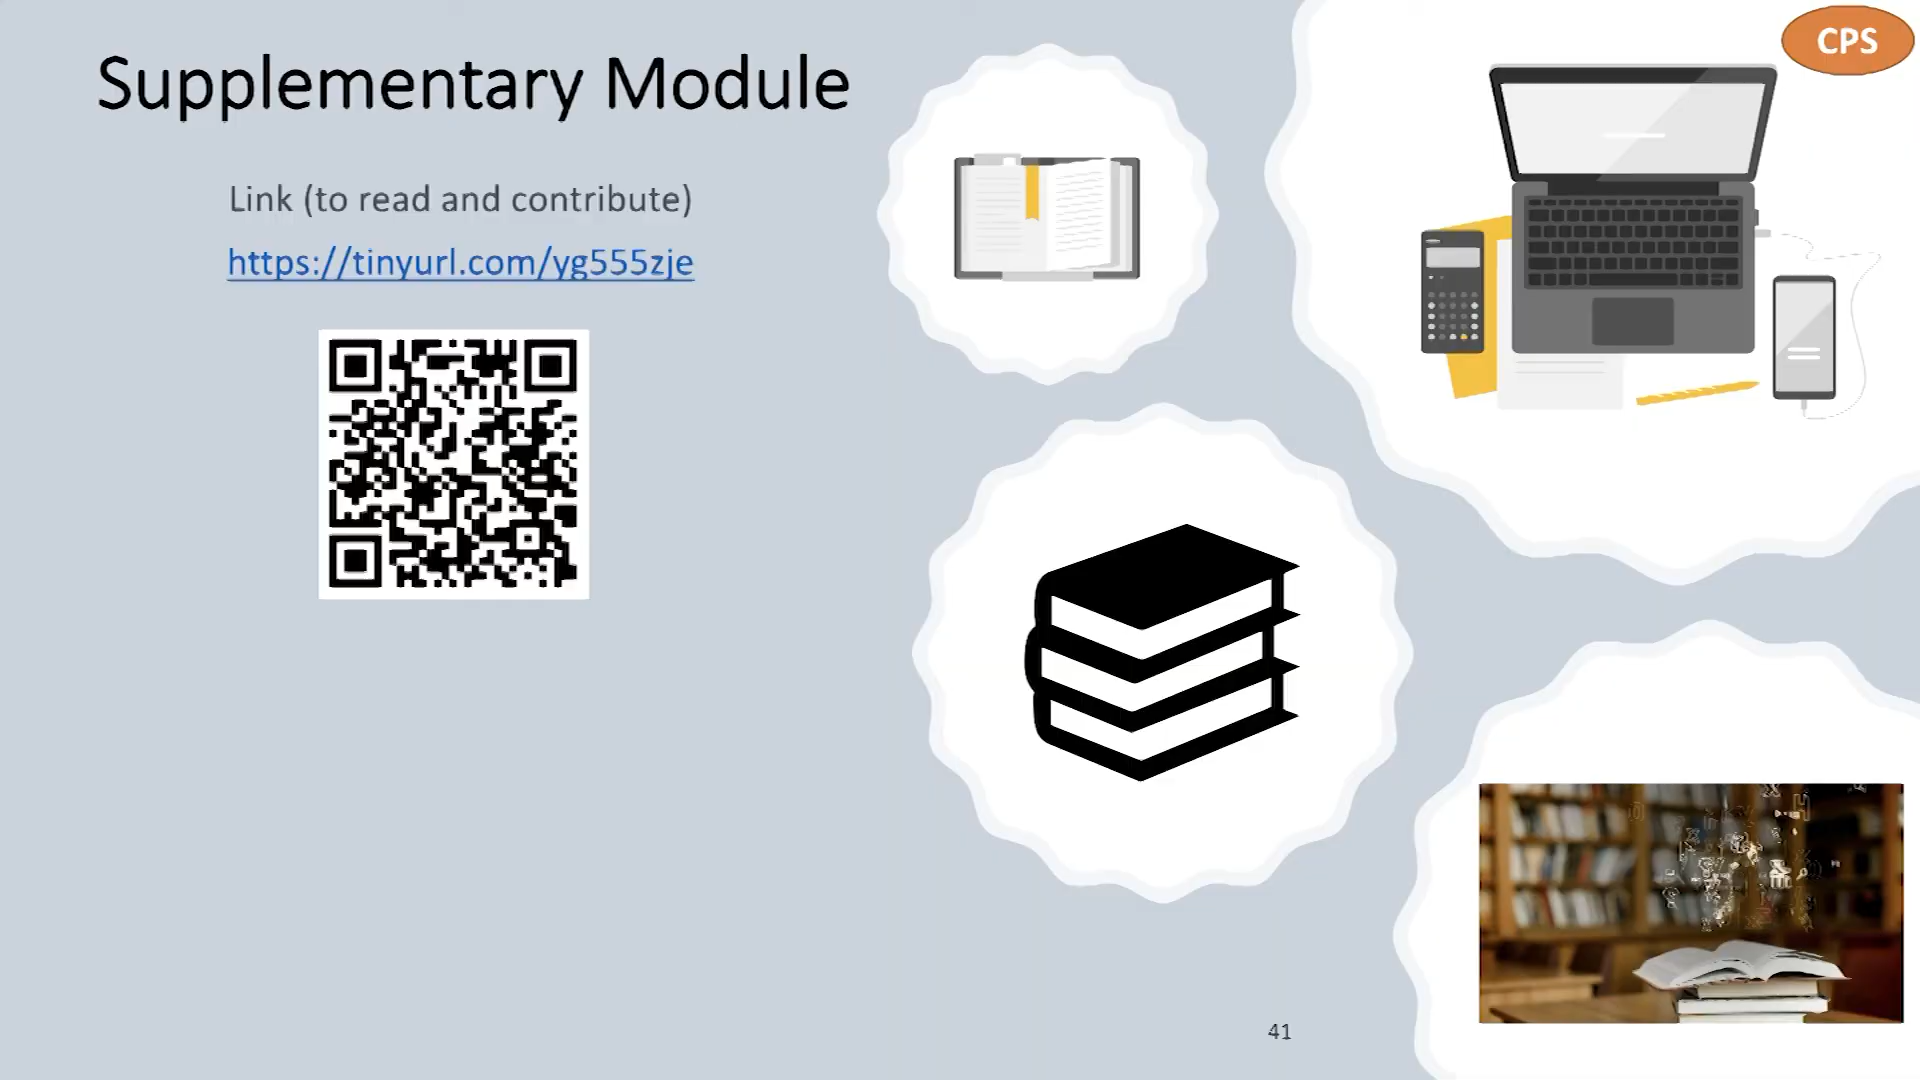 Supplementary Module
CPS
Link (to read and contribute)
https://tinyurl.com/yg555zje
41